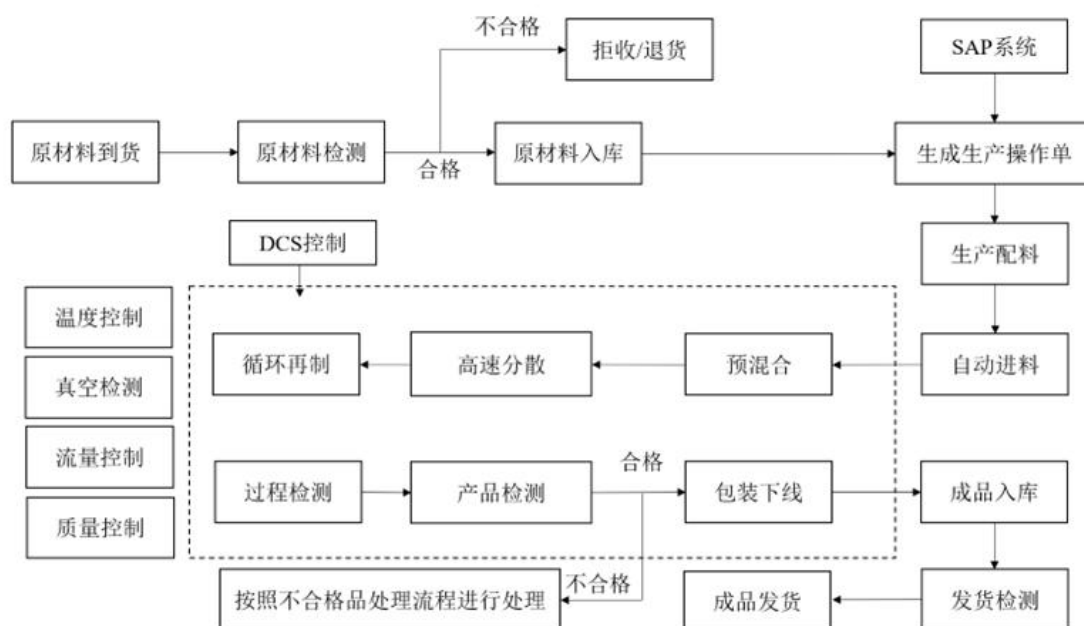 不合格
拒收/退货
SAP系统
原材料到货
原材料检测
合格
原材料入库
生成生产操作单
DCS控制
生产配料
温度控制
循环再制
高速分散
预混合
自动进料
真空检测
流量控制
合格
过程检测
产品检测
包装下线
成品入库
质量控制
不合格
按照不合格品处理流程进行处理
成品发货
发货检测